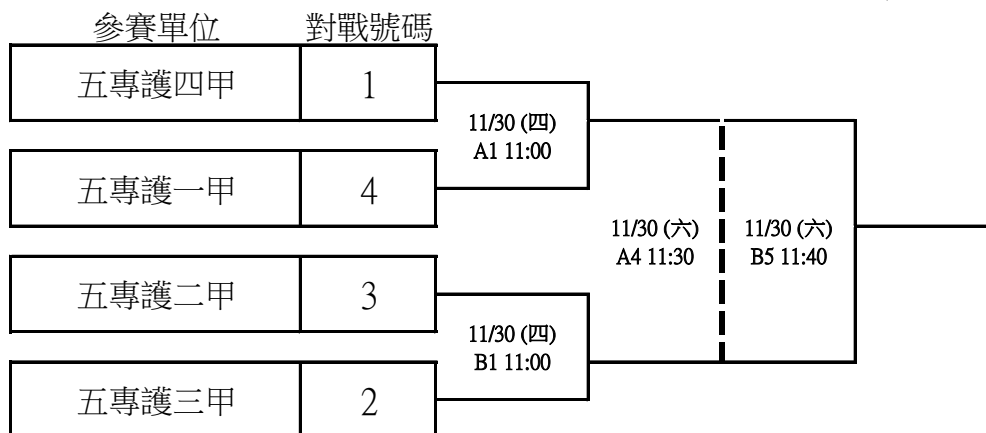 參賽單位 對戰號碼
五專護四甲 1
11/30 (四)
A1 11:00
五專護一甲 4
11/30 (六) 11/30 (六)
A4 11:30 B5 11:40
五專護二甲 3
11/30 (四)
B1 11:00
五專護三甲 2